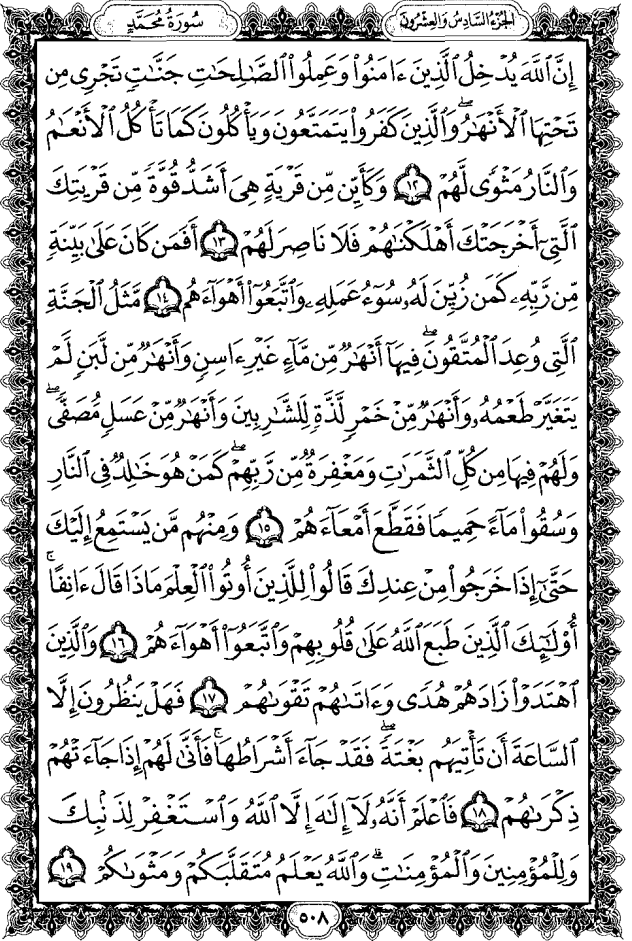 الجزء السادس والعشرون
سورة محمد
إِنَّ ٱللَّهَ يُدْخِلُ ٱلَّذِينَ ءَامَنُوا۟ وَعَمِلُوا۟ ٱلصَّـٰلِحَـٰتِ جَنَّـٰتٍ تَجْرِى مِن
تَحْتِهَا ٱلْأَنْهَـٰرُ ۖ وَٱلَّذِينَ كَفَرُوا۟ يَتَمَتَّعُونَ وَيَأْكُلُونَ كَمَا تَأْكُلُ ٱلْأَنْعَـٰمُ
وَٱلنَّارُ مَثْوًى لَّهُمْ ١٢ وَكَأَيِّن مِّن قَرْيَةٍ هِىَ أَشَدُّ قُوَّةً مِّن قَرْيَتِكَ
ٱلَّتِىٓ أَخْرَجَتْكَ أَهْلَكْنَـٰهُمْ فَلَا نَاصِرَ لَهُمْ ١٣ أَفَمَن كَانَ عَلَىٰ بَيِّنَةٍ
مِّن رَّبِّهِۦ كَمَن زُيِّنَ لَهُۥ سُوٓءُ عَمَلِهِۦ وَٱتَّبَعُوٓا۟ أَهْوَآءَهُم ١٤ مَّثَلُ ٱلْجَنَّةِ
ٱلَّتِى وُعِدَ ٱلْمُتَّقُونَ ۖ فِيهَآ أَنْهَـٰرٌ مِّن مَّآءٍ غَيْرِ ءَاسِنٍ وَأَنْهَـٰرٌ مِّن لَّبَنٍ لَّمْ
يَتَغَيَّرْ طَعْمُهُۥ وَأَنْهَـٰرٌ مِّنْ خَمْرٍ لَّذَّةٍ لِّلشَّـٰرِبِينَ وَأَنْهَـٰرٌ مِّنْ عَسَلٍ مُّصَفًّى ۖ
وَلَهُمْ فِيهَا مِن كُلِّ ٱلثَّمَرَٰتِ وَمَغْفِرَةٌ مِّن رَّبِّهِمْ ۖ كَمَنْ هُوَ خَـٰلِدٌ فِى ٱلنَّارِ
وَسُقُوا۟ مَآءً حَمِيمًا فَقَطَّعَ أَمْعَآءَهُمْ ١٥ وَمِنْهُم مَّن يَسْتَمِعُ إِلَيْكَ
حَتَّىٰٓ إِذَا خَرَجُوا۟ مِنْ عِندِكَ قَالُوا۟ لِلَّذِينَ أُوتُوا۟ ٱلْعِلْمَ مَاذَا قَالَ ءَانِفًا ۚ
أُو۟لَـٰٓئِكَ ٱلَّذِينَ طَبَعَ ٱللَّهُ عَلَىٰ قُلُوبِهِمْ وَٱتَّبَعُوٓا۟ أَهْوَآءَهُمْ ١٦ وَٱلَّذِينَ
ٱهْتَدَوْا۟ زَادَهُمْ هُدًى وَءَاتَىٰهُمْ تَقْوَىٰهُمْ ١٧ فَهَلْ يَنظُرُونَ إِلَّا
ٱلسَّاعَةَ أَن تَأْتِيَهُم بَغْتَةً ۖ فَقَدْ جَآءَ أَشْرَاطُهَا ۚ فَأَنَّىٰ لَهُمْ إِذَا جَآءَتْهُمْ
ذِكْرَىٰهُمْ ١٨ فَٱعْلَمْ أَنَّهُۥ لَآ إِلَـٰهَ إِلَّا ٱللَّهُ وَٱسْتَغْفِرْ لِذَنۢبِكَ
وَلِلْمُؤْمِنِينَ وَٱلْمُؤْمِنَـٰتِ ۗ وَٱللَّهُ يَعْلَمُ مُتَقَلَّبَكُمْ وَمَثْوَىٰكُمْ ١٩
٥٠٨